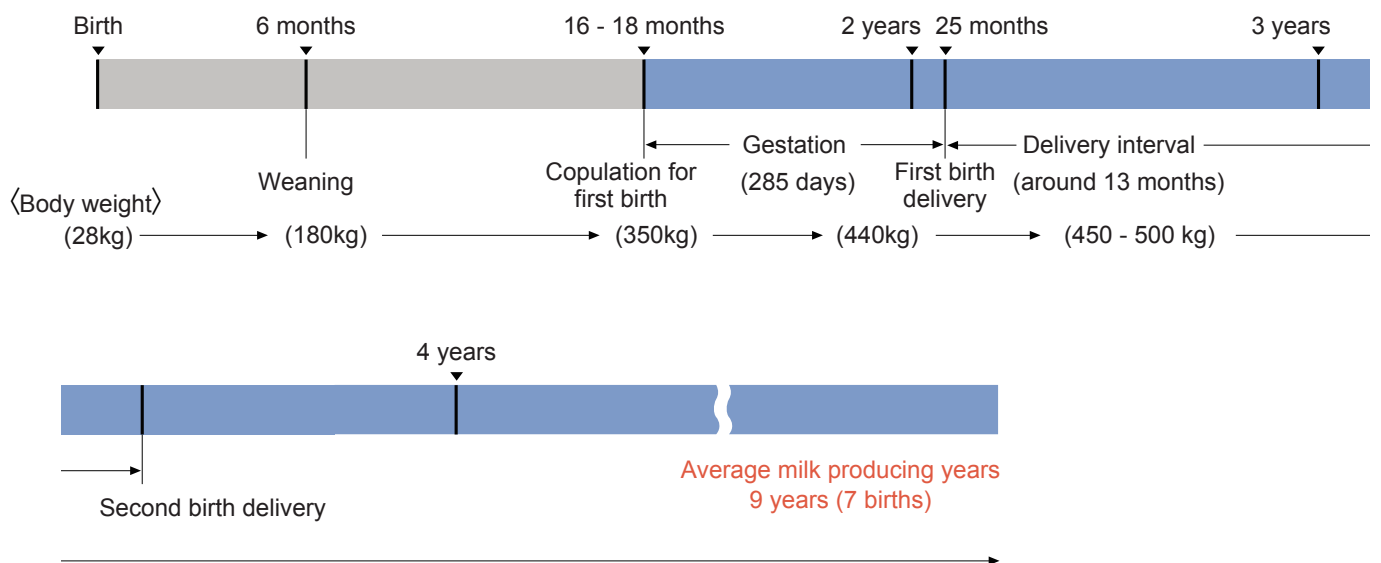 Birth
6 months
16 - 18 months
2 years
25 months
3 years
Weaning
Copulation for
first birth
Gestation
(285 days)
First birth
delivery
Delivery interval
(around 13 months)
〈Body weight〉
(28kg)
(180kg)
(350kg)
(440kg)
(450 - 500 kg)
4 years
Second birth delivery
Average milk producing years
9 years (7 births)